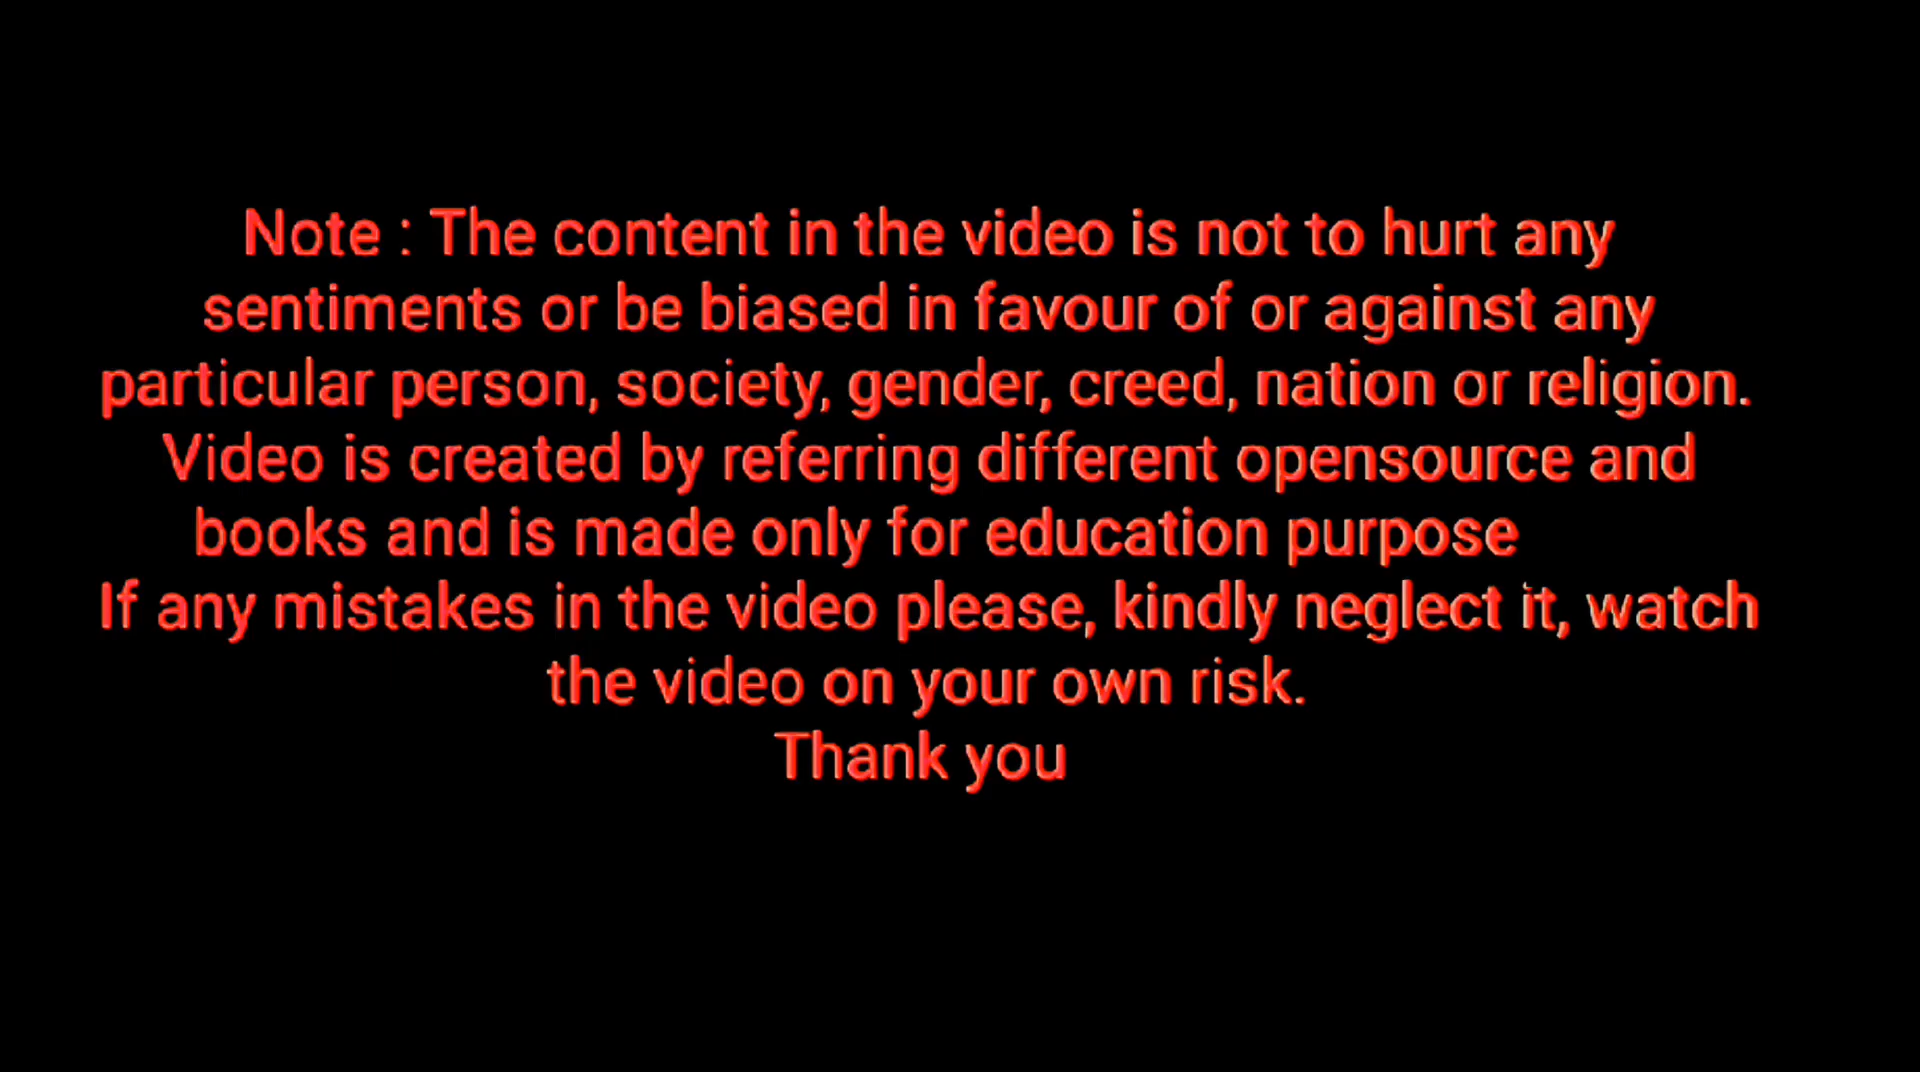 Note : The content in the video is not to hurt any
sentiments or be biased in favour of or against any
particular person, society, gender, creed, nation or religion.
Video is created by referring different opensource and
books and is made only for education purpose
If any mistakes in the video please, kindly neglect it, watch
the video on your own risk.
Thank you